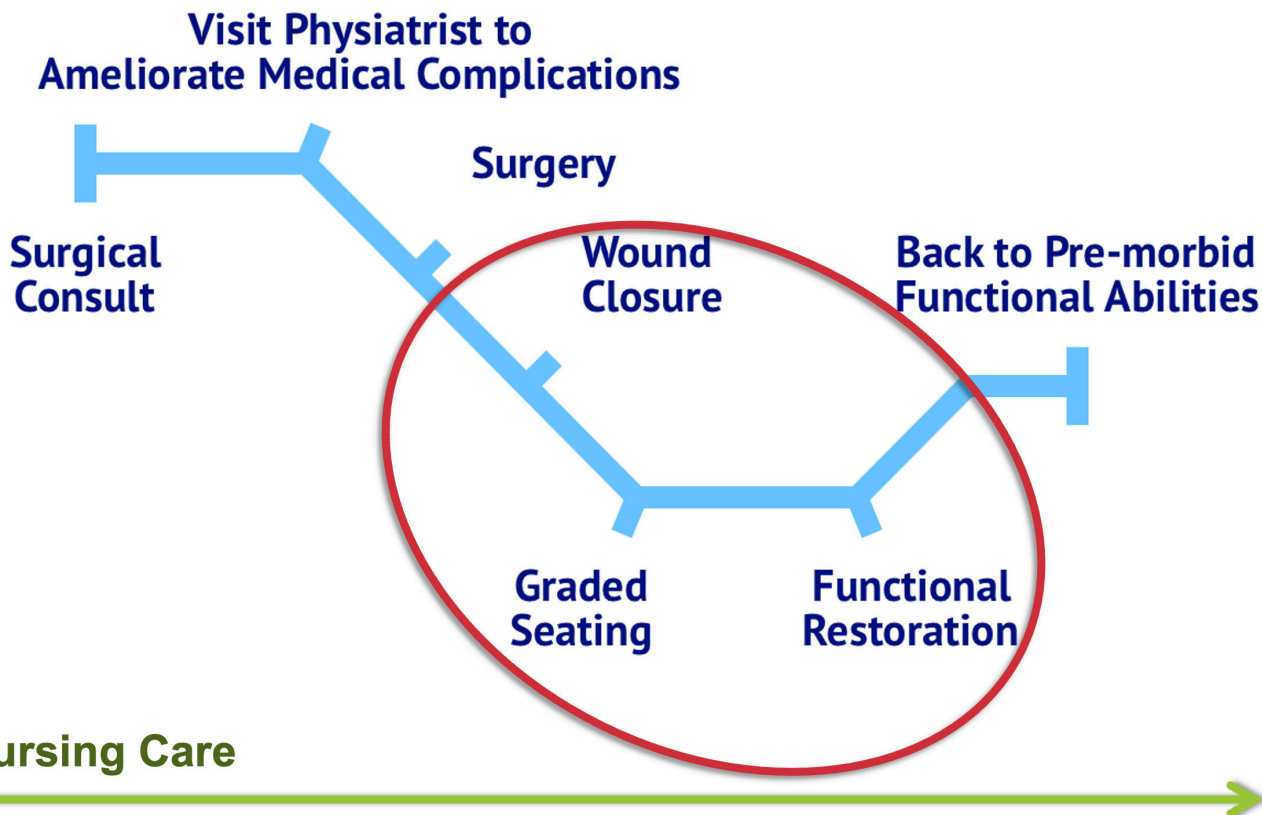 Visit Physiatrist to
Ameliorate Medical Complications
Surgery
Surgical
Consult
Wound
Closure
Back to Pre-morbid
Functional Abilities
Graded
Seating
Functional
Restoration
ursing Care